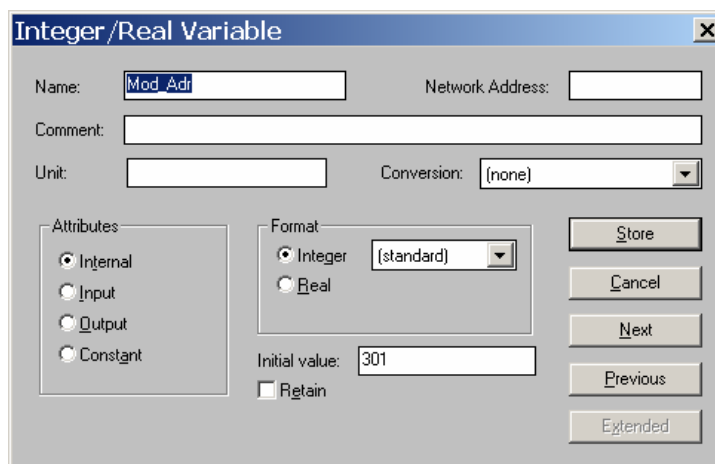 Integer/Real Variable
Name: Mod_Adr Network Address:
Comment:
Unit: Conversion: (none)
Attributes Format
Internal Integer (standard) Store
Input Real Cancel
Output Next
Constant Initial value: 301
Retain Previous
Extended